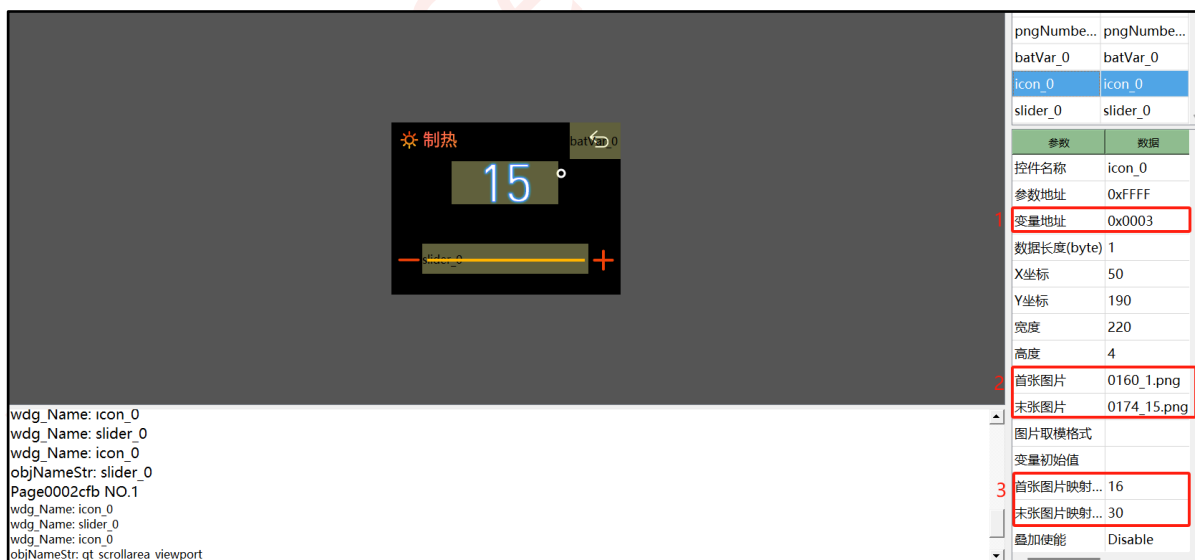 pngNumbe... pngNumbe...
batVar_0 batVar_0
icon_0 icon_0
slider_0 slider_0
制热
batVar_0
15°
slider_0
参数 数据
控件名称 icon_0
参数地址 0xFFFF
1 变量地址 0x0003
数据长度(byte) 1
X坐标 50
Y坐标 190
宽度 220
高度 4
2 首张图片 0160_1.png
末张图片 0174_15.png
图片取模格式
变量初始值
3 首张图片映射... 16
末张图片映射... 30
叠加使能 Disable
wdg_Name: icon_0
wdg_Name: slider_0
wdg_Name: icon_0
objNameStr: slider_0
Page0002cfb NO.1
wdg_Name: icon_0
wdg_Name: slider_0
wdg_Name: icon_0
objNameStr: qt_scrollarea_viewport